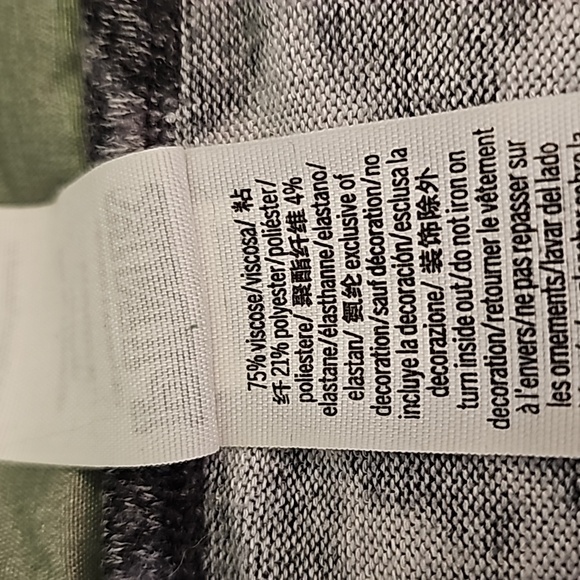 75% viscose/viscosa/ 粘
纤 21% polyester/poliéster/
poliestere/ 聚酯纤维 4%
elastane/élasthanne/elastano/
elastan/ 氨纶 exclusive of
decoration/sauf décoration/no
incluye la decoración/esclusa la
decorazione/ 装饰除外
turn inside out/do not iron on
decoration/retourner le vêtement
à l'envers/ne pas repasser sur
les ornements/lavar del lado